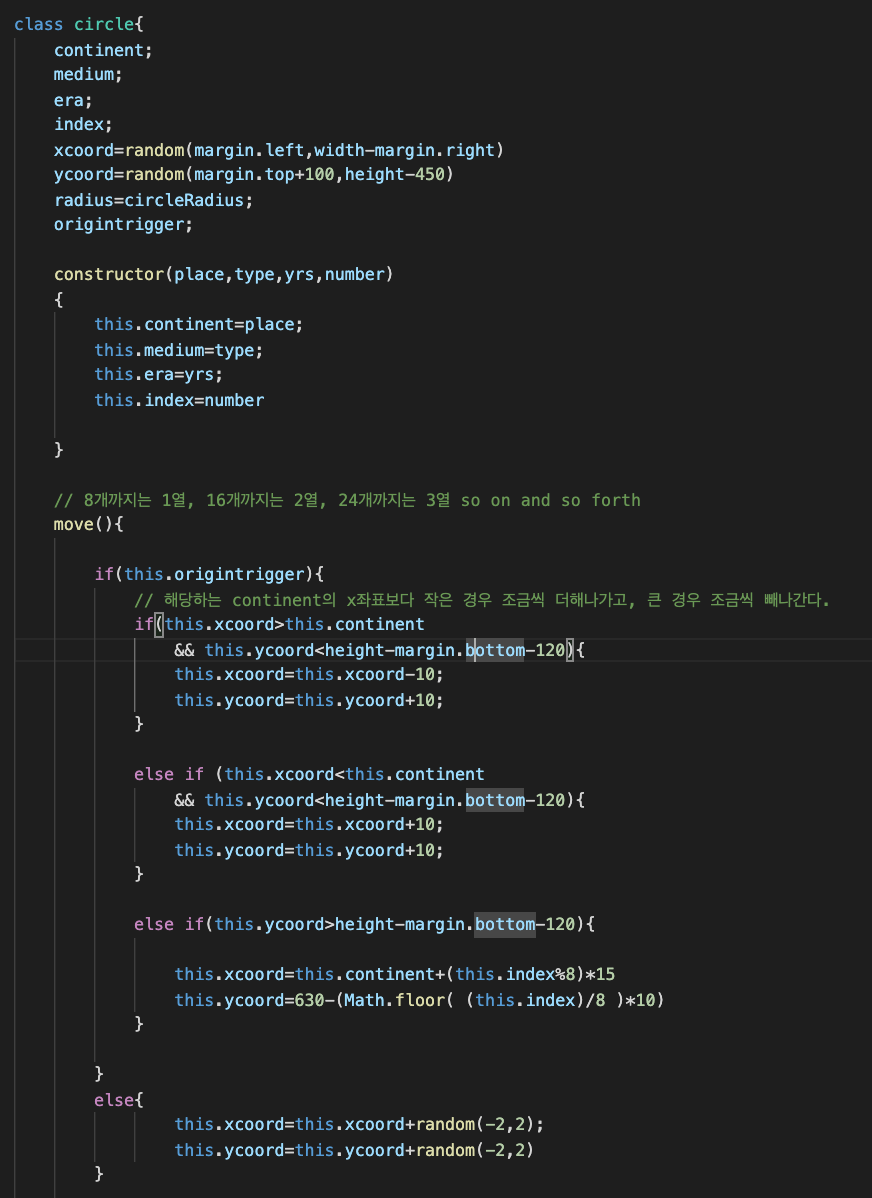 class circle{
continent;
medium;
era;
index;
xcoord=random(margin.left,width-margin.right)
ycoord=random(margin.top+100,height-450)
radius=circleRadius;
origintrigger;
constructor(place,type,yrs,number)
{
this.continent=place;
this.medium=type;
this.era=yrs;
this.index=number
}
// 8개까지는 1열, 16개까지는 2열, 24개까지는 3열 so on and so forth
move(){
if(this.origintrigger){
// 해당하는 continent의 x좌표보다 작은 경우 조금씩 더해나가고, 큰 경우 조금씩 빼나간다.
if(this.xcoord>this.continent
&& this.ycoord<height-margin.bottom-120){
this.xcoord=this.xcoord-10;
this.ycoord=this.ycoord+10;
}
else if (this.xcoord<this.continent
&& this.ycoord<height-margin.bottom-120){
this.xcoord=this.xcoord+10;
this.ycoord=this.ycoord+10;
}
else if(this.ycoord>height-margin.bottom-120){
this.xcoord=this.continent+(this.index%8)*15
this.ycoord=630-(Math.floor( (this.index)/8 )*10)
}
}
else{
this.xcoord=this.xcoord+random(-2,2);
this.ycoord=this.ycoord+random(-2,2)
}